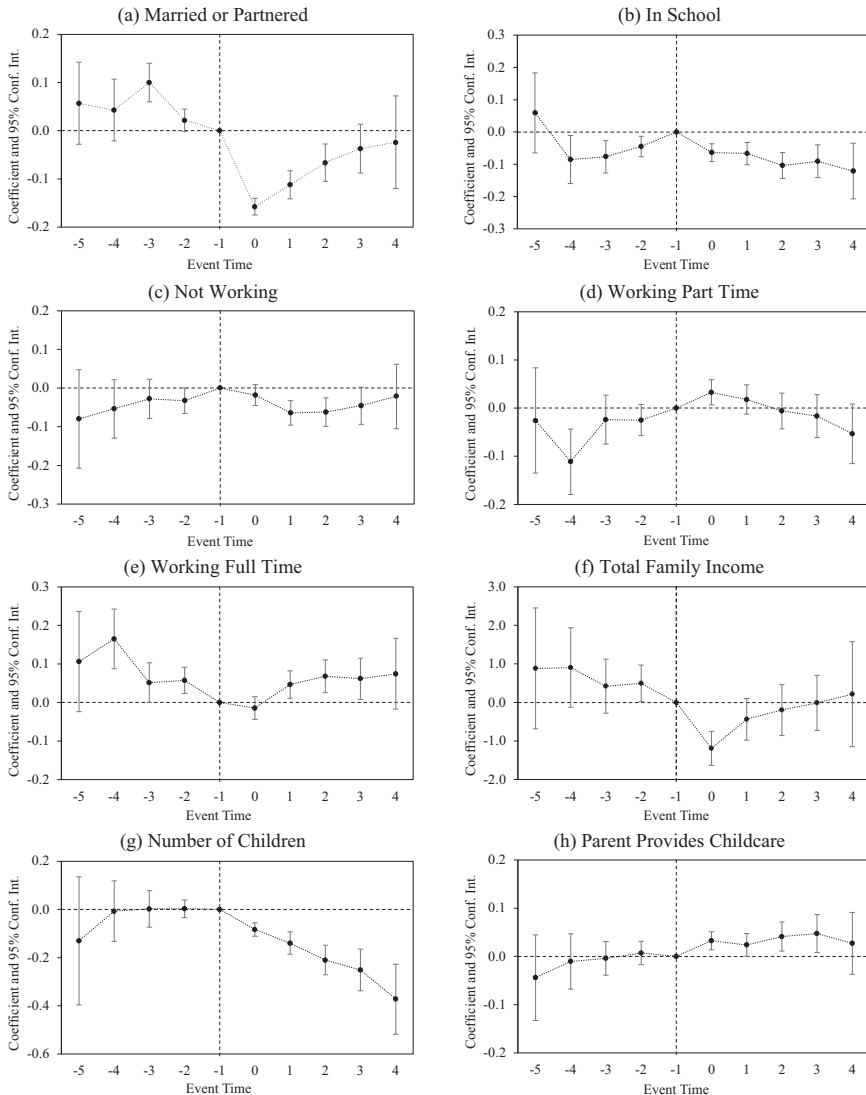 (a) Married or Partnered
Coefficient and 95% Conf. Int.
0.2
0.1
0.0
-0.1
-0.2
-5 -4 -3 -2 -1 0 1 2 3 4
Event Time
(b) In School
Coefficient and 95% Conf. Int.
0.3
0.2
0.1
0.0
-0.1
-0.2
-0.3
-5 -4 -3 -2 -1 0 1 2 3 4
Event Time
(c) Not Working
Coefficient and 95% Conf. Int.
0.2
0.1
0.0
-0.1
-0.2
-0.3
-5 -4 -3 -2 -1 0 1 2 3 4
Event Time
(d) Working Part Time
Coefficient and 95% Conf. Int.
0.2
0.1
0.0
-0.1
-0.2
-5 -4 -3 -2 -1 0 1 2 3 4
Event Time
(e) Working Full Time
Coefficient and 95% Conf. Int.
0.3
0.2
0.1
0.0
-0.1
-0.2
-5 -4 -3 -2 -1 0 1 2 3 4
Event Time
(f) Total Family Income
Coefficient and 95% Conf. Int.
3.0
2.0
1.0
0.0
-1.0
-2.0
-5 -4 -3 -2 -1 0 1 2 3 4
Event Time
(g) Number of Children
Coefficient and 95% Conf. Int.
0.2
0.0
-0.2
-0.4
-0.6
-5 -4 -3 -2 -1 0 1 2 3 4
Event Time
(h) Parent Provides Childcare
Coefficient and 95% Conf. Int.
0.2
0.1
0.0
-0.1
-0.2
-5 -4 -3 -2 -1 0 1 2 3 4
Event Time